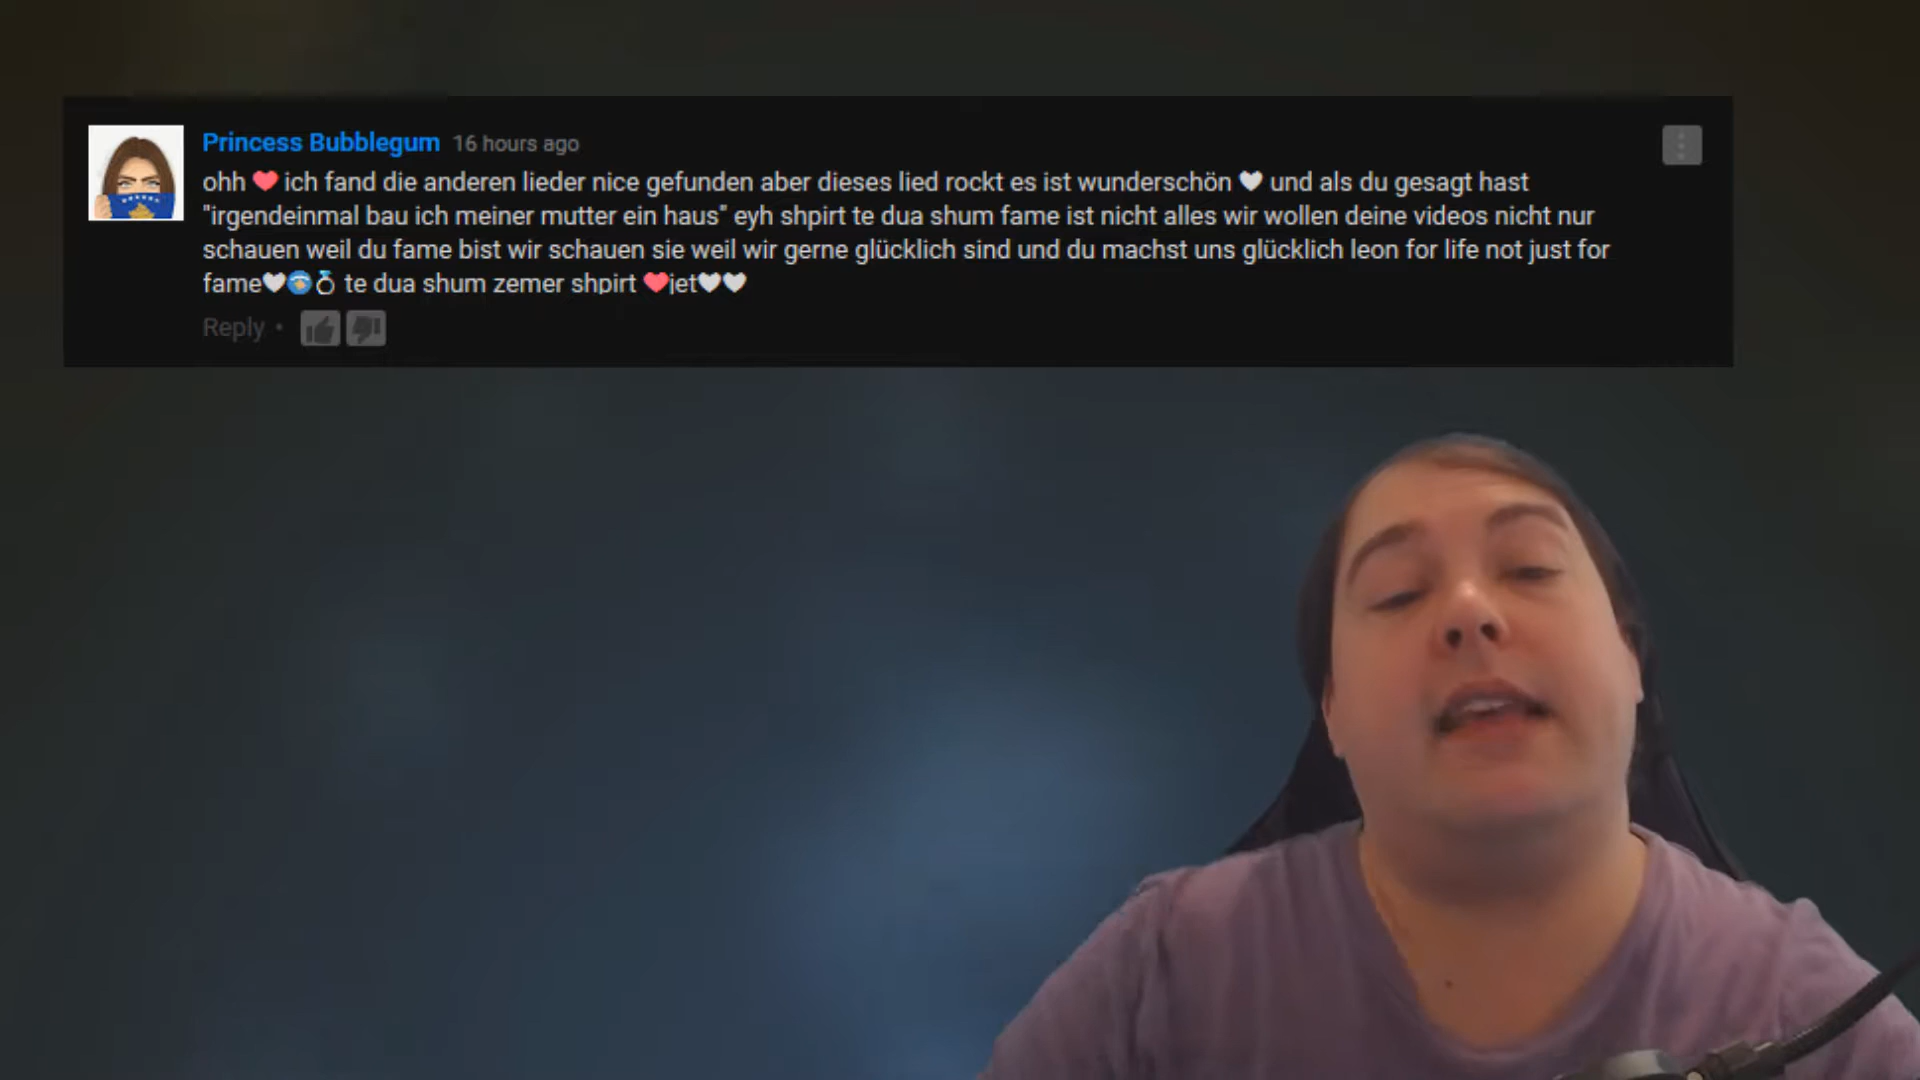 Princess Bubblegum 16 hours ago
ohh ❤ ich fand die anderen lieder nice gefunden aber dieses lied rockt es ist wunderschön 🤍 und als du gesagt hast
"irgendeinmal bau ich meiner mutter ein haus" eyh shpirt te dua shum fame ist nicht alles wir wollen deine videos nicht nur
schauen weil du fame bist wir schauen sie weil wir gerne glücklich sind und du machst uns glücklich leon for life not just for
fame🤍🇽🇰💍 te dua shum zemer shpirt ❤jet🤍🤍
Reply •